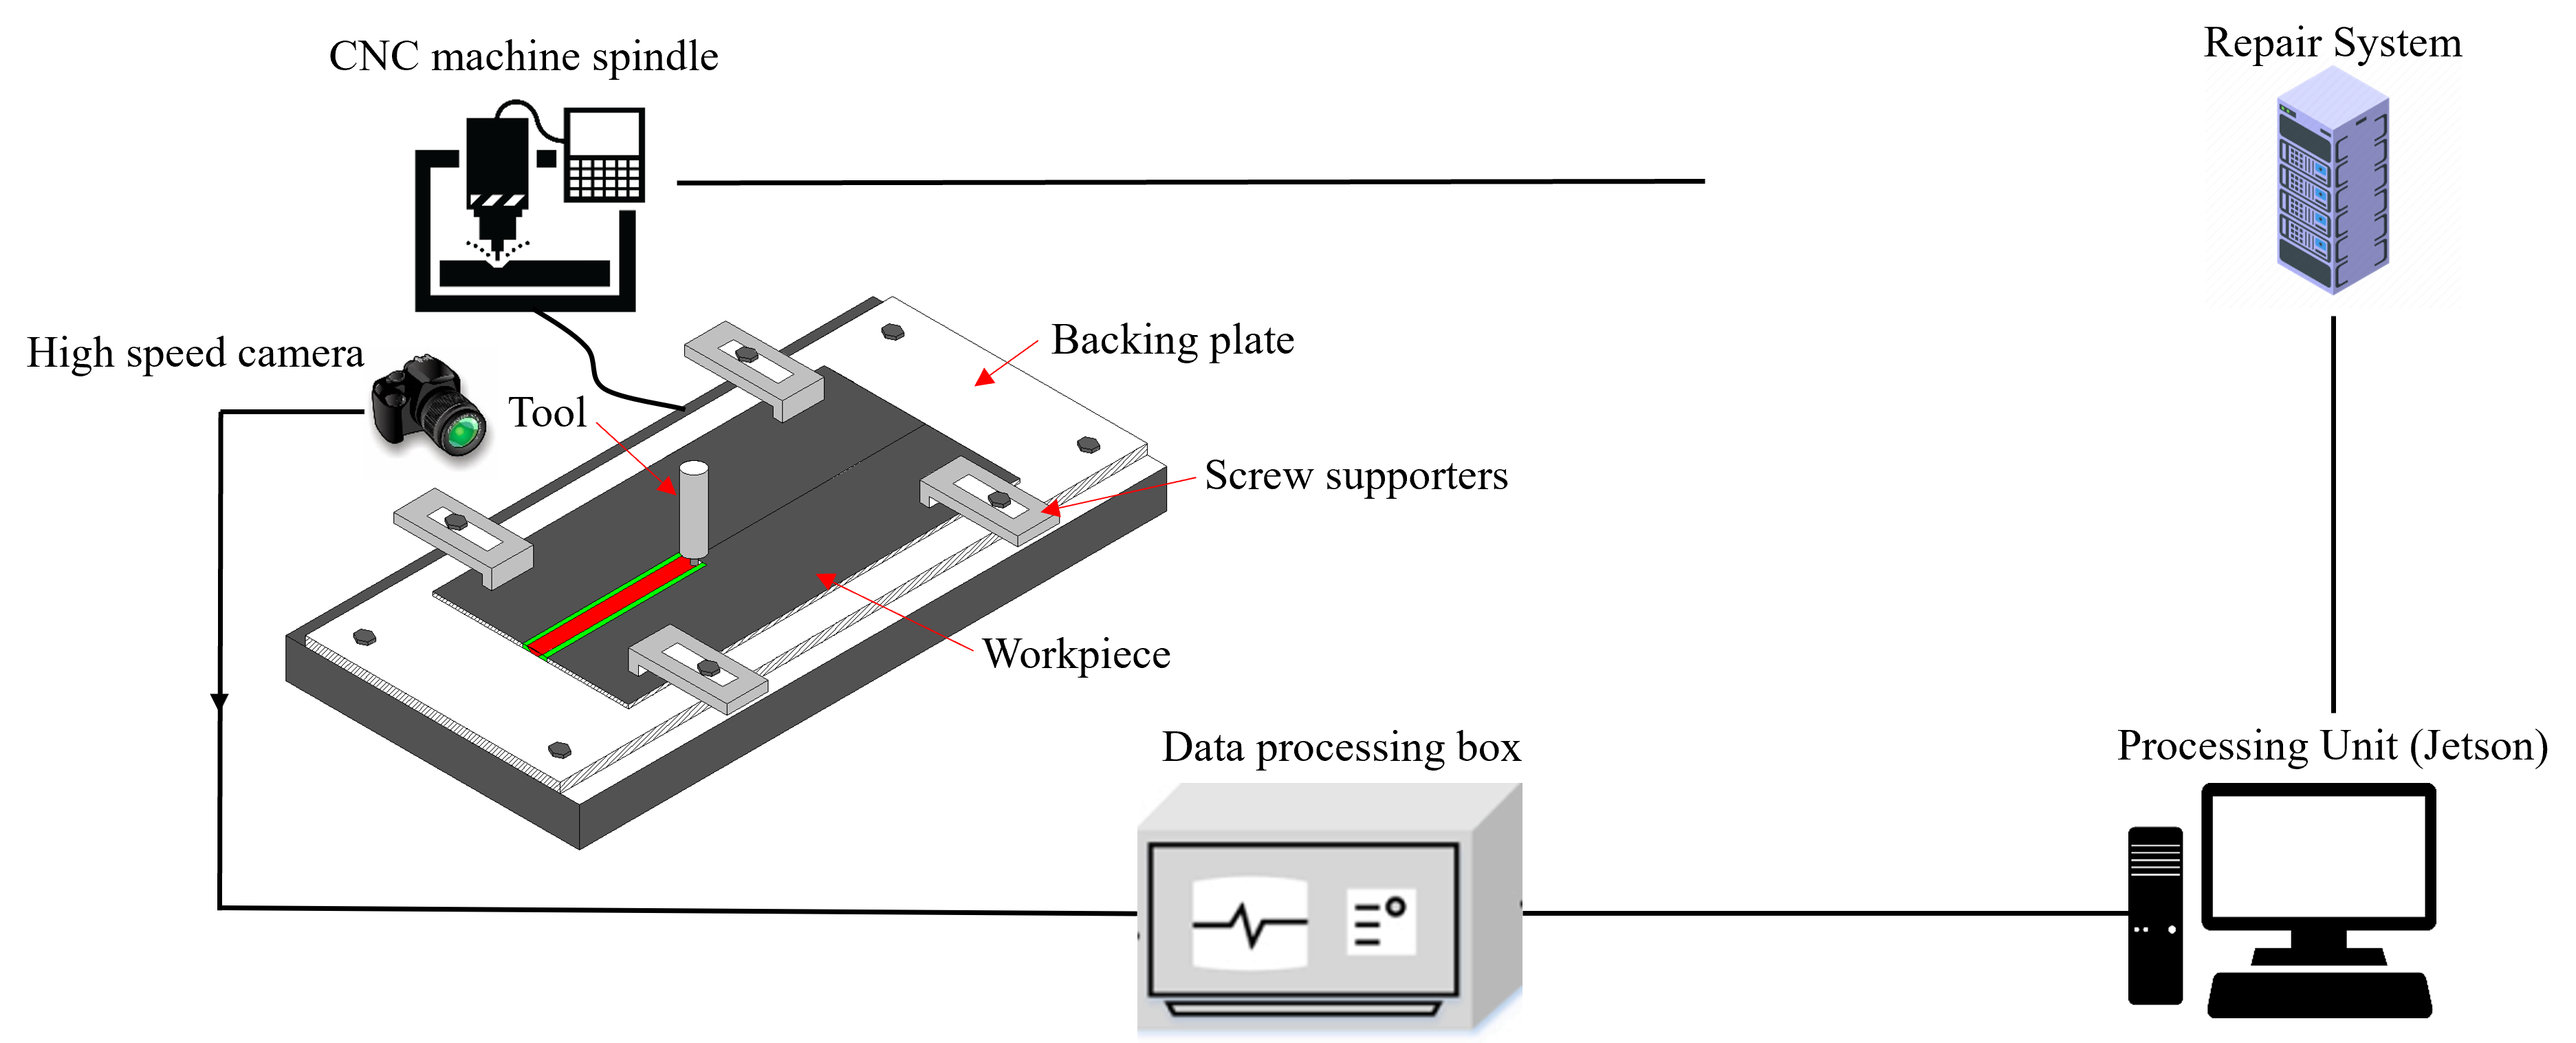 CNC machine spindle
Repair System
High speed camera
Backing plate
Tool
Screw supporters
Workpiece
Data processing box
Processing Unit (Jetson)